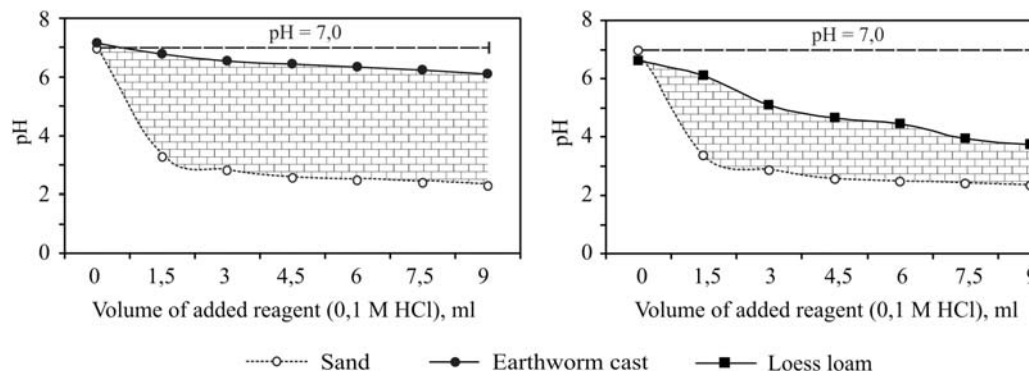 8
6
4
2
0
pH
pH = 7,0
0 1,5 3 4,5 6 7,5 9
Volume of added reagent (0,1 M HCl), ml
8
6
4
2
0
pH
pH = 7,0
0 1,5 3 4,5 6 7,5 9
Volume of added reagent (0,1 M HCl), ml
Sand Earthworm cast Loess loam